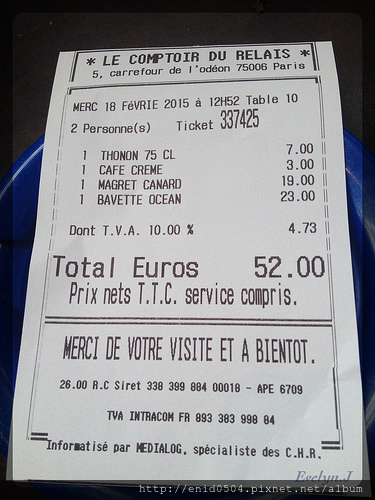 * LE COMPTOIR DU RELAIS *
5, carrefour de l'odéon 75006 Paris
MERC 18 FéVRIE 2015 à 12H52 Table 10
2 Personne(s) Ticket 337425
1 THONON 75 CL 7.00
1 CAFE CREME 3.00
1 MAGRET CANARD 19.00
1 BAVETTE OCEAN 23.00
Dont T.V.A. 10.00 % 4.73
Total Euros 52.00
Prix nets T.T.C. service compris.
MERCI DE VOTRE VISITE ET A BIENTOT.
26.00 R.C Siret 338 399 884 00018 - APE 6709
TVA INTRACOM FR 893 383 998 84
Informatisé par MEDIALOG, spécialiste des C.H.R.
Evelyn.J
http://enid0504.pixnet.net/album